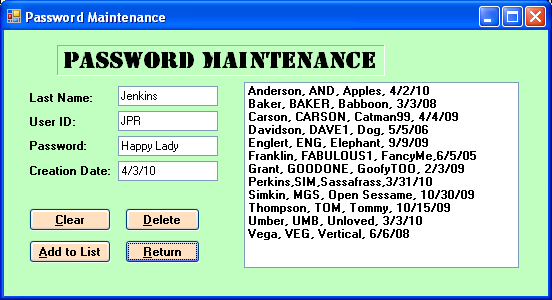 Password Maintenance
PASSWORD MAINTENANCE
Last Name: Jenkins
User ID: JPR
Password: Happy Lady
Creation Date: 4/3/10
Clear Delete
Add to List Return
Anderson, AND, Apples, 4/2/10
Baker, BAKER, Babboon, 3/3/08
Carson, CARSON, Catman99, 4/4/09
Davidson, DAVE1, Dog, 5/5/06
Englert, ENG, Elephant, 9/9/09
Franklin, FABULOUS1, FancyMe,6/5/05
Grant, GOODONE, GoofyTOO, 2/3/09
Perkins,SIM,Sassafrass,3/31/10
Simkin, MGS, Open Sessame, 10/30/09
Thompson, TOM, Tommy, 10/15/09
Umber, UMB, Unloved, 3/3/10
Vega, VEG, Vertical, 6/6/08